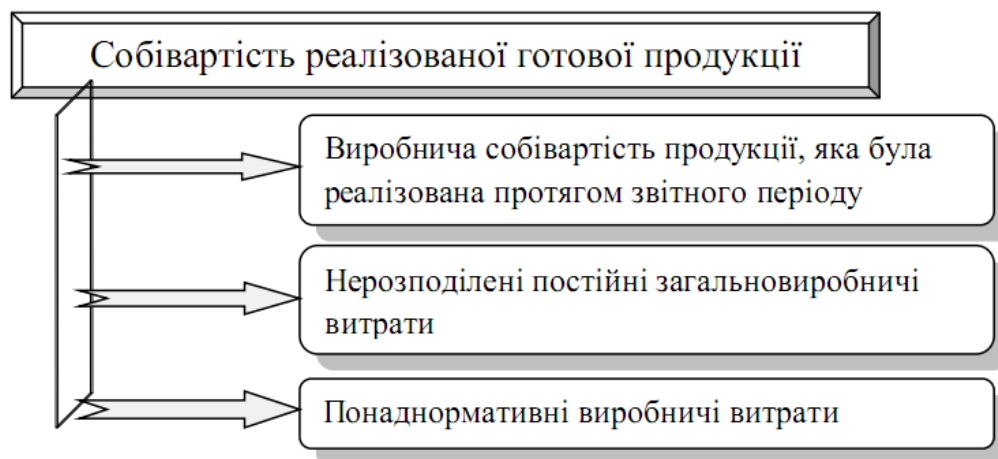 Собівартість реалізованої готової продукції
Виробнича собівартість продукції, яка була
реалізована протягом звітного періоду
Нерозподілені постійні загальновиробничі
витрати
Понаднормативні виробничі витрати